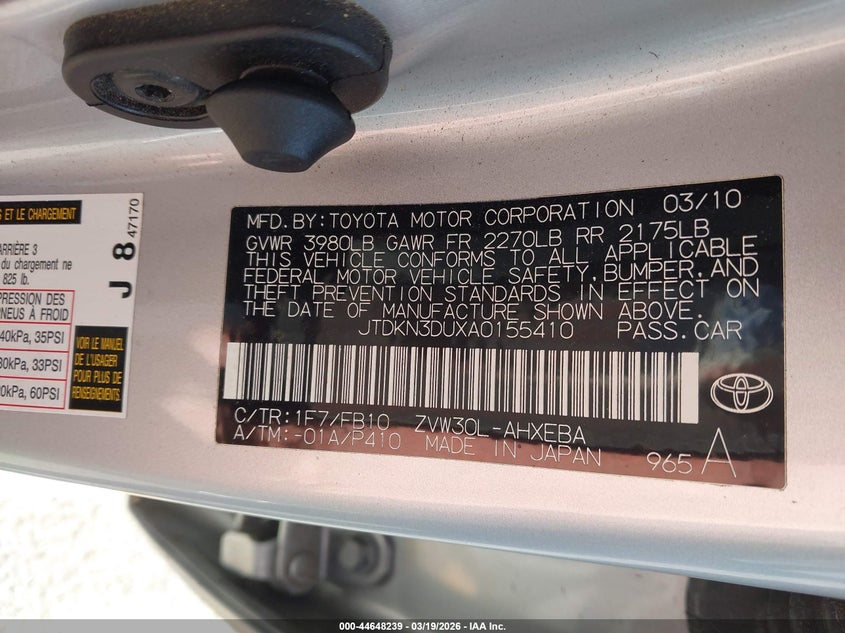 S ET LE CHARGEMENT
ARRIÈRE 3
du chargement ne
825 lb.
PRESSION DES
PNEUS À FROID
40kPa, 35PSI
30kPa, 33PSI
20kPa, 60PSI
VOIR LE MANUEL
DE L'USAGER
POUR PLUS DE
RENSEIGNEMENTS
J 8 47170
MFD.BY:TOYOTA MOTOR CORPORATION 03/10
GVWR 3980LB GAWR FR 2270LB RR 2175LB
THIS VEHICLE CONFORMS TO ALL APPLICABLE
FEDERAL MOTOR VEHICLE SAFETY,BUMPER,AND
THEFT PREVENTION STANDARDS IN EFFECT ON
THE DATE OF MANUFACTURE SHOWN ABOVE.
JTDKN3DUXA0155410 PASS.CAR
C/TR:1F7/FB10 ZVW30L-AHXEBA
A/TM:-01A/P410 MADE IN JAPAN 965 A
000-44648239 - 03/19/2026 - IAA Inc.